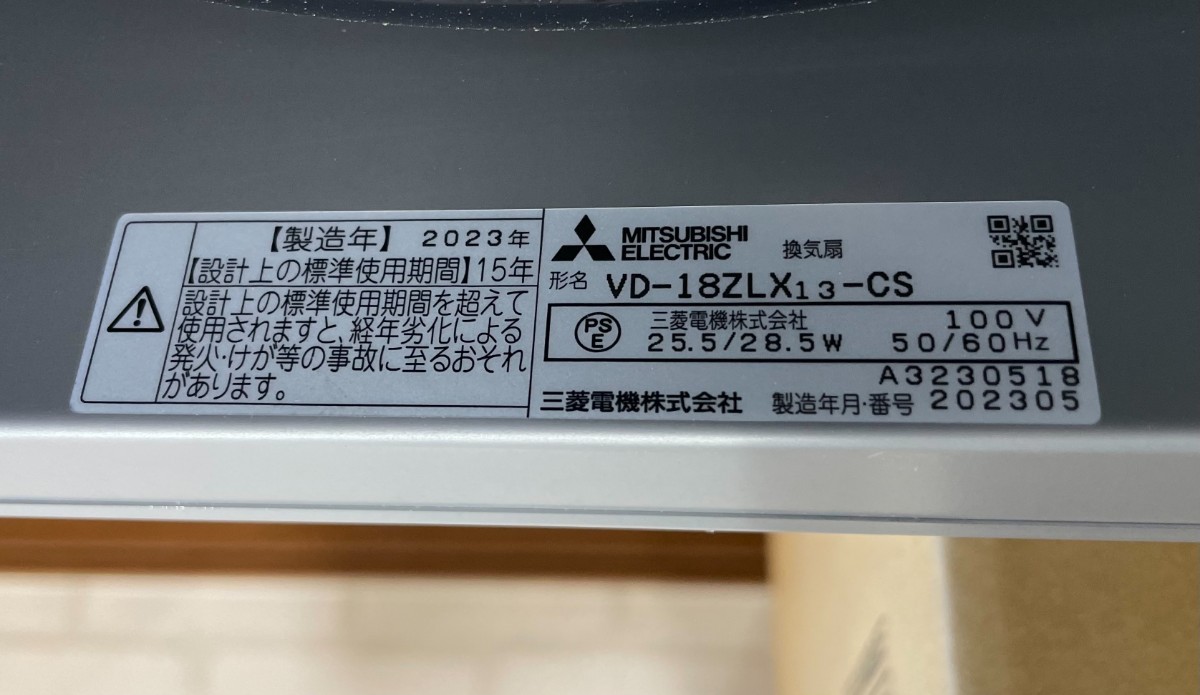 【製造年】 2023年
【設計上の標準使用期間】15年
設計上の標準使用期間を超えて
使用されますと、経年劣化による
発火・けが等の事故に至るおそれ
があります。
MITSUBISHI
ELECTRIC
換気扇
形名 VD-18ZLX13-CS
PS
E
三菱電機株式会社 100V
25.5/28.5W 50/60Hz
A3230518
三菱電機株式会社 製造年月・番号 202305